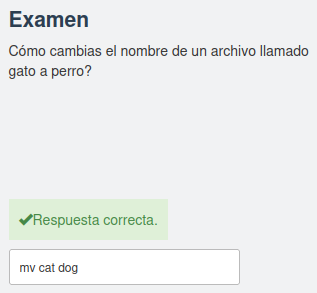 Examen
Cómo cambias el nombre de un archivo llamado
gato a perro?
Respuesta correcta.
mv cat dog